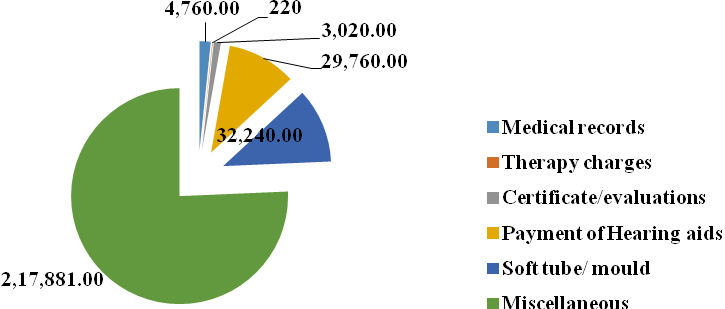 4,760.00
220
3,020.00
29,760.00
32,240.00
2,17,881.00
Medical records
Therapy charges
Certificate/evaluations
Payment of Hearing aids
Soft tube/ mould
Miscellaneous